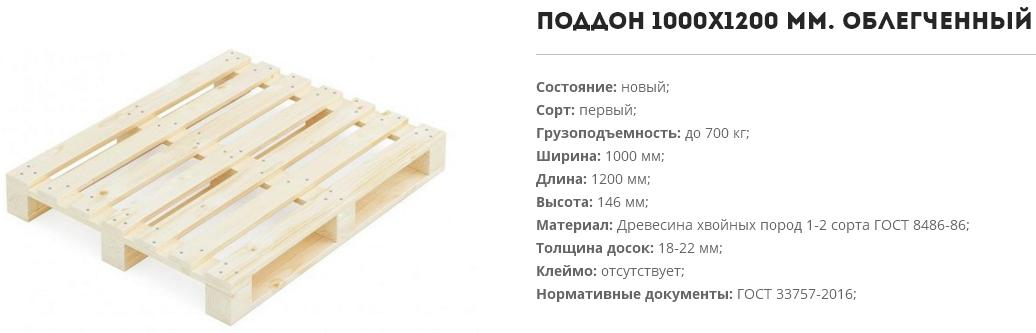 ПОДДОН 1000Х1200 ММ. ОБЛЕГЧЕННЫЙ
Состояние: новый;
Сорт: первый;
Грузоподъемность: до 700 кг;
Ширина: 1000 мм;
Длина: 1200 мм;
Высота: 146 мм;
Материал: Древесина хвойных пород 1-2 сорта ГОСТ 8486-86;
Толщина досок: 18-22 мм;
Клеймо: отсутствует;
Нормативные документы: ГОСТ 33757-2016;